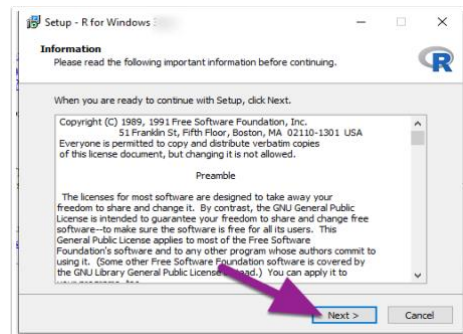 Setup - R for Windows
Information
Please read the following important information before continuing.
R
When you are ready to continue with Setup, click Next.
Copyright (C) 1989, 1991 Free Software Foundation, Inc.
51 Franklin St, Fifth Floor, Boston, MA 02110-1301 USA
Everyone is permitted to copy and distribute verbatim copies
of this license document, but changing it is not allowed.
Preamble
The licenses for most software are designed to take away your
freedom to share and change it. By contrast, the GNU General Public
License is intended to guarantee your freedom to share and change free
software--to make sure the software is free for all its users. This
General Public License applies to most of the Free Software
Foundation's software and to any other program whose authors commit to
using it. (Some other Free Software Foundation software is covered by
the GNU Library General Public License instead.) You can apply it to
Next >
Cancel